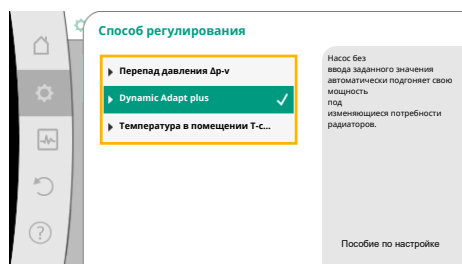 Способ регулирования
Перепад давления Δp-v
Dynamic Adapt plus
Температура в помещении T-c...
Насос без
ввода заданного значения
автоматически подгоняет свою
мощность
под
изменяющиеся потребности
радиаторов.
Пособие по настройке